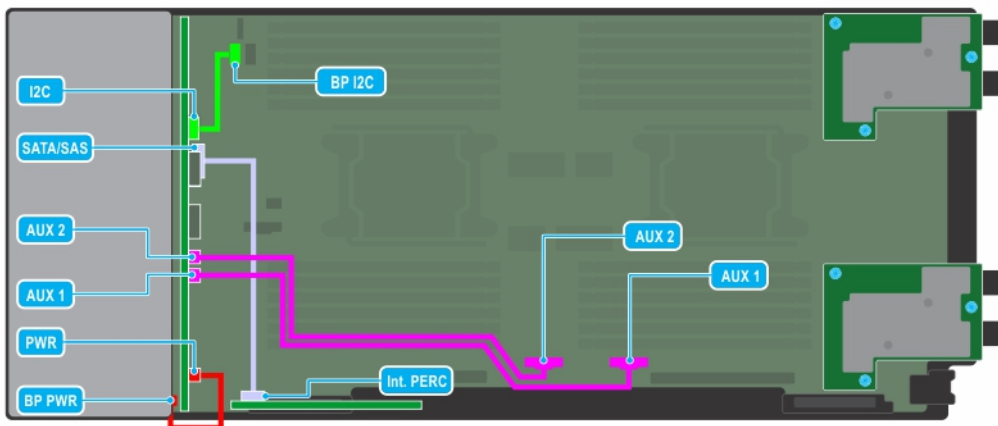 I2C
BP I2C
SATA/SAS
AUX 2
AUX 2
AUX 1
AUX 1
PWR
Int. PERC
BP PWR